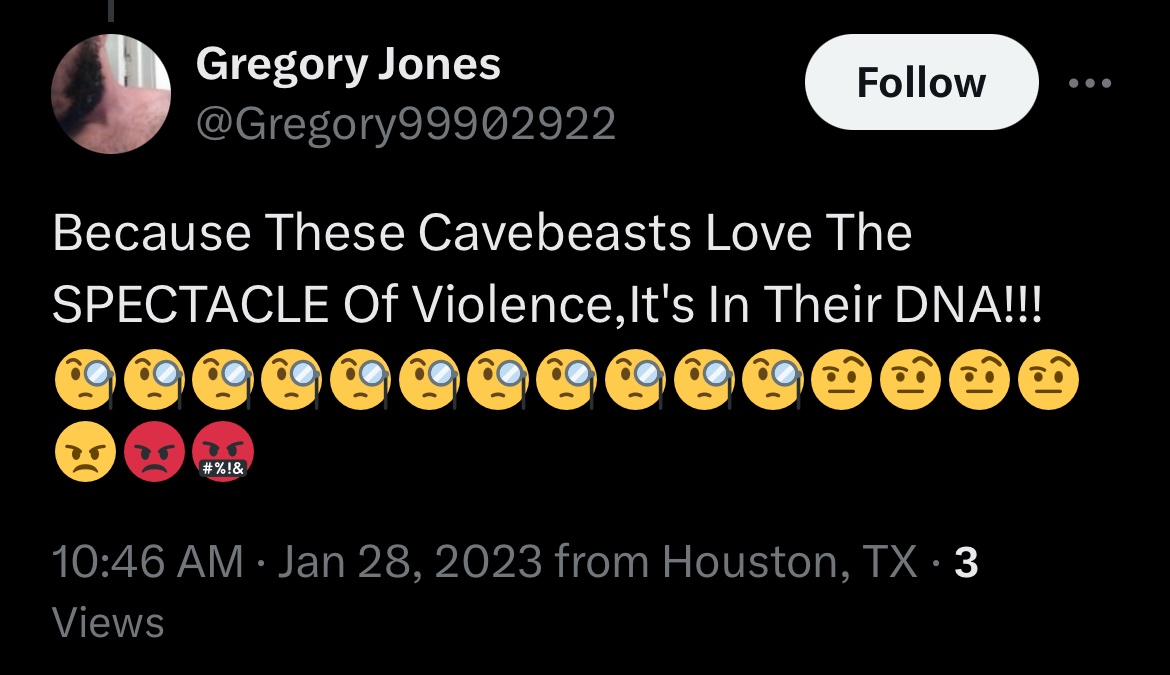 Gregory Jones
Follow
@Gregory99902922
Because These Cavebeasts Love The
SPECTACLE Of Violence,It's In Their DNA!!!
🧐🧐🧐🧐🧐🧐🧐🧐🧐🧐🧐🤨🤨🤨🤨
😠😡🤬
10:46 AM · Jan 28, 2023 from Houston, TX · 3
Views